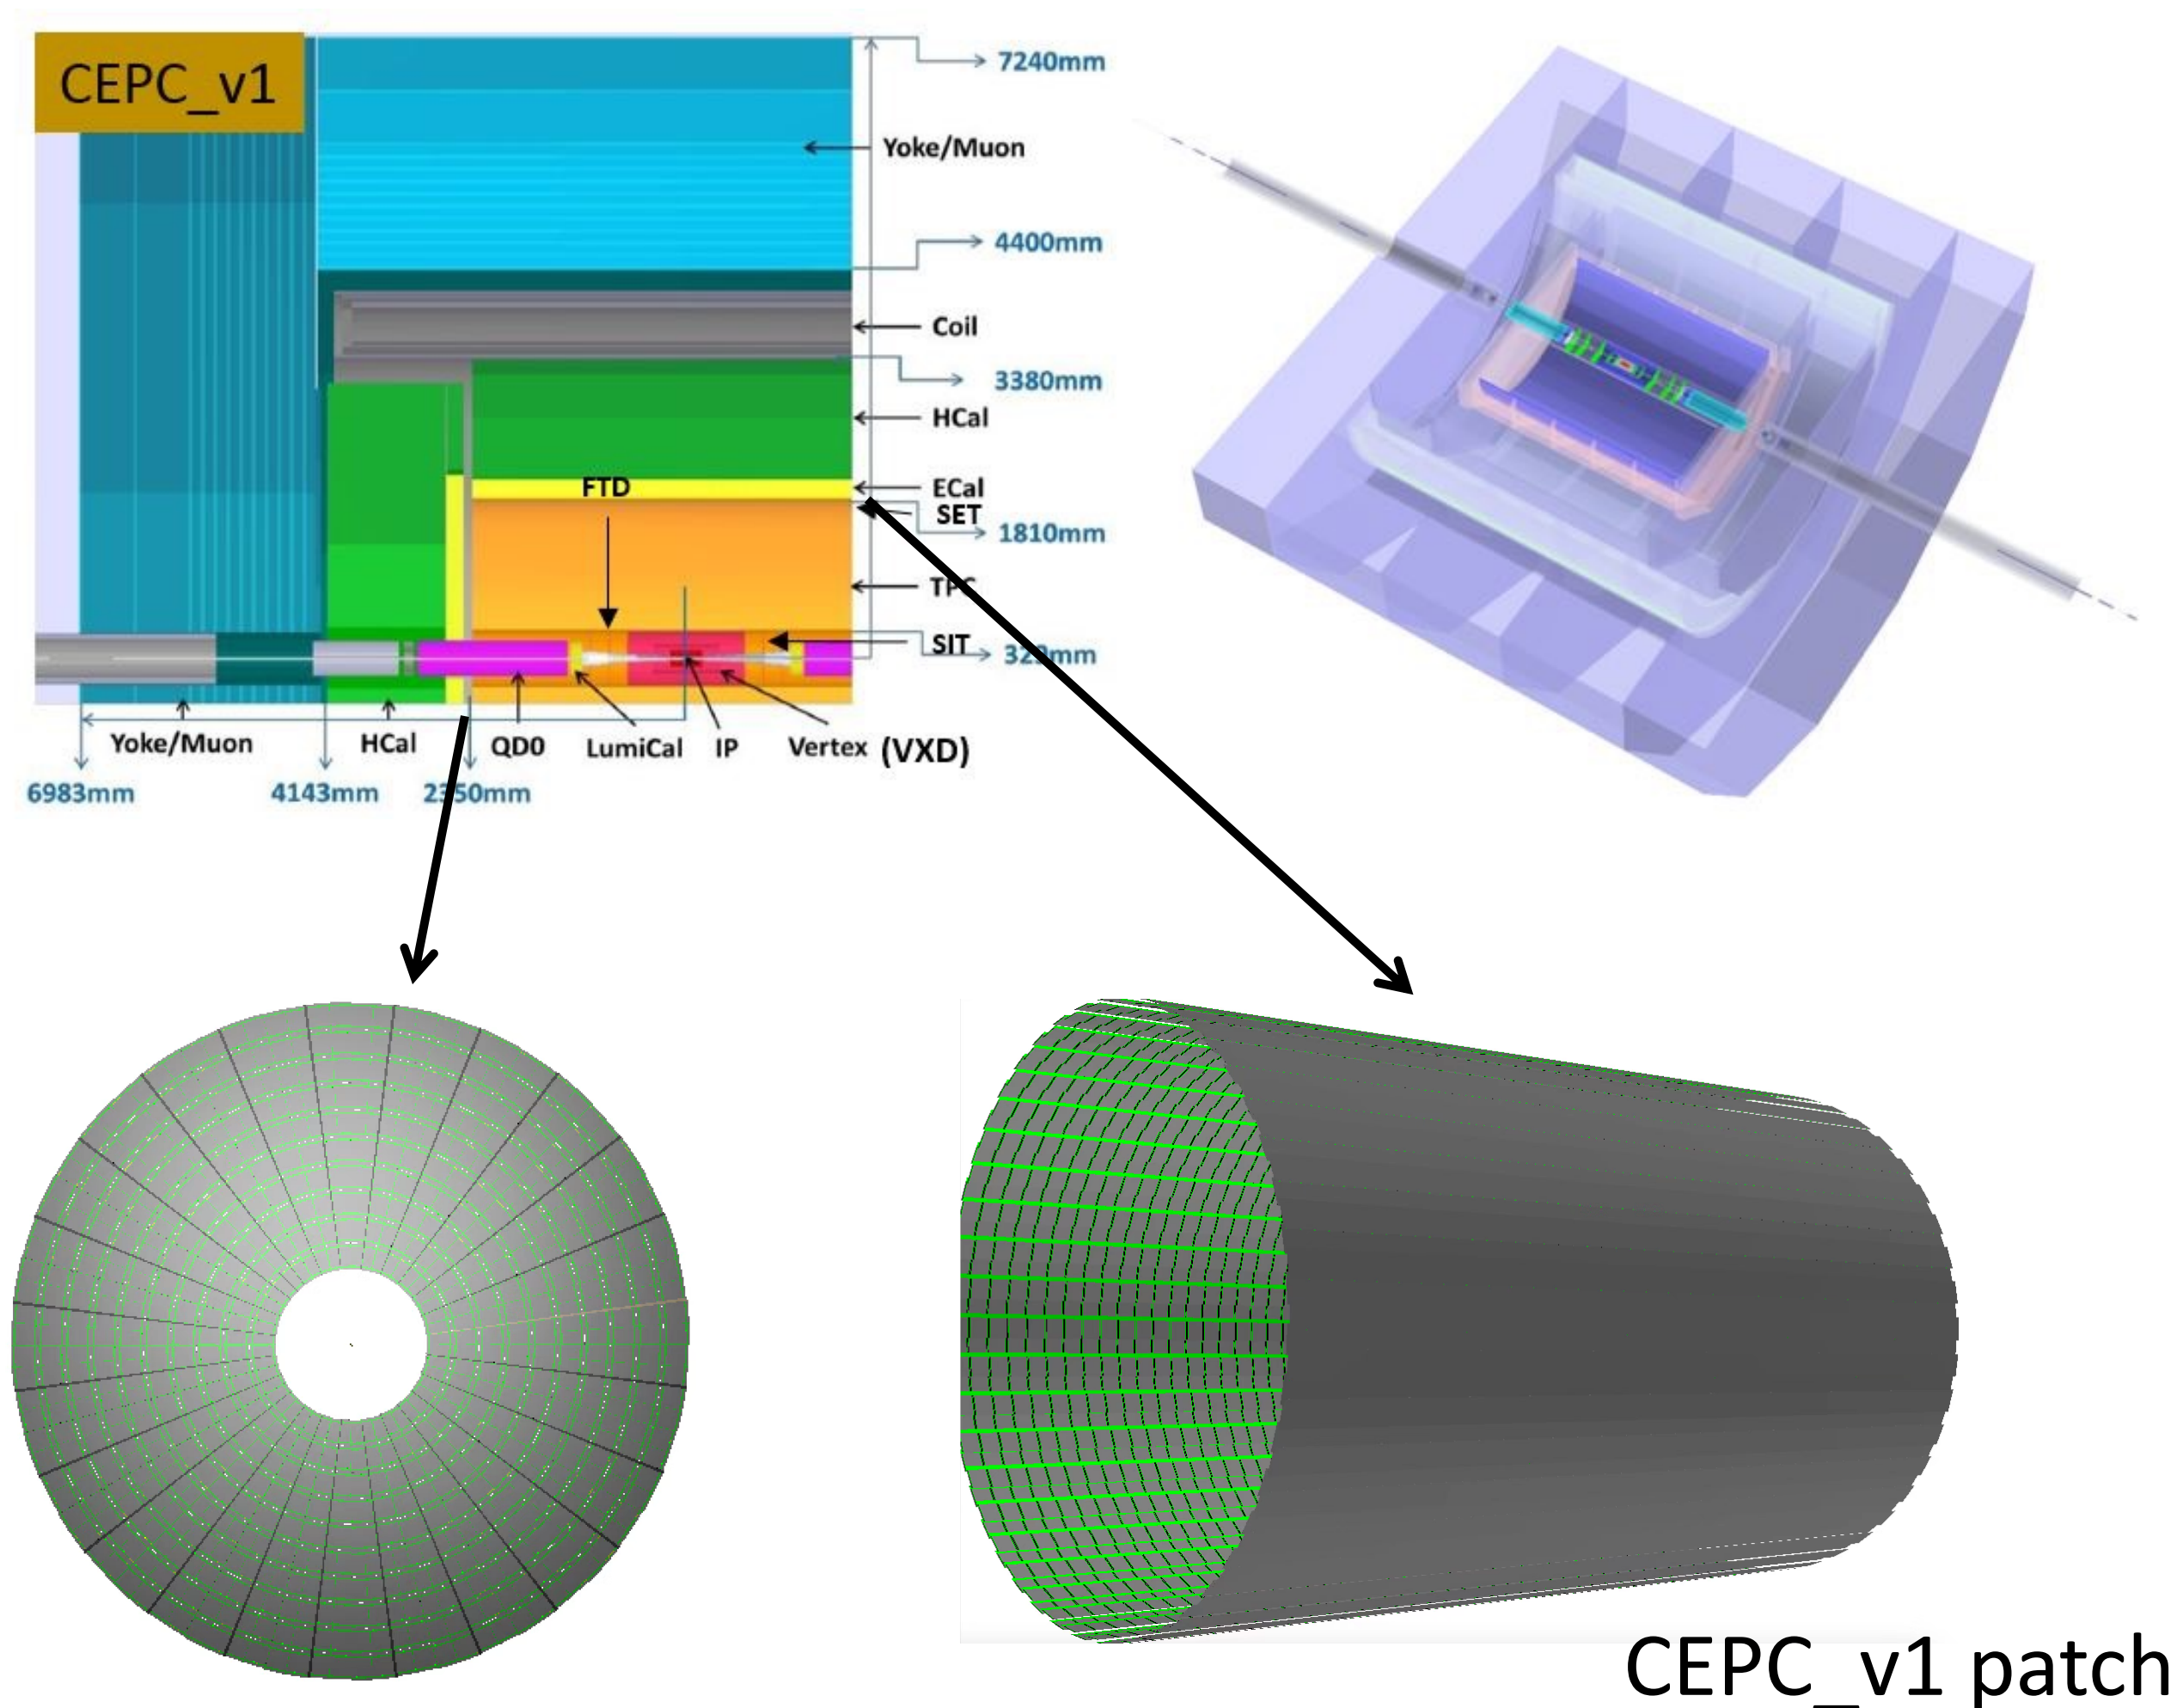 CEPC_v1
7240mm
Yoke/Muon
4400mm
Coil
3380mm
HCal
FTD
ECal
SET
1810mm
TPC
SIT
Yoke/Muon
HCal
QD0
LumiCal
IP
Vertex (VXD)
6983mm
4143mm
2350mm
CEPC_v1 patch